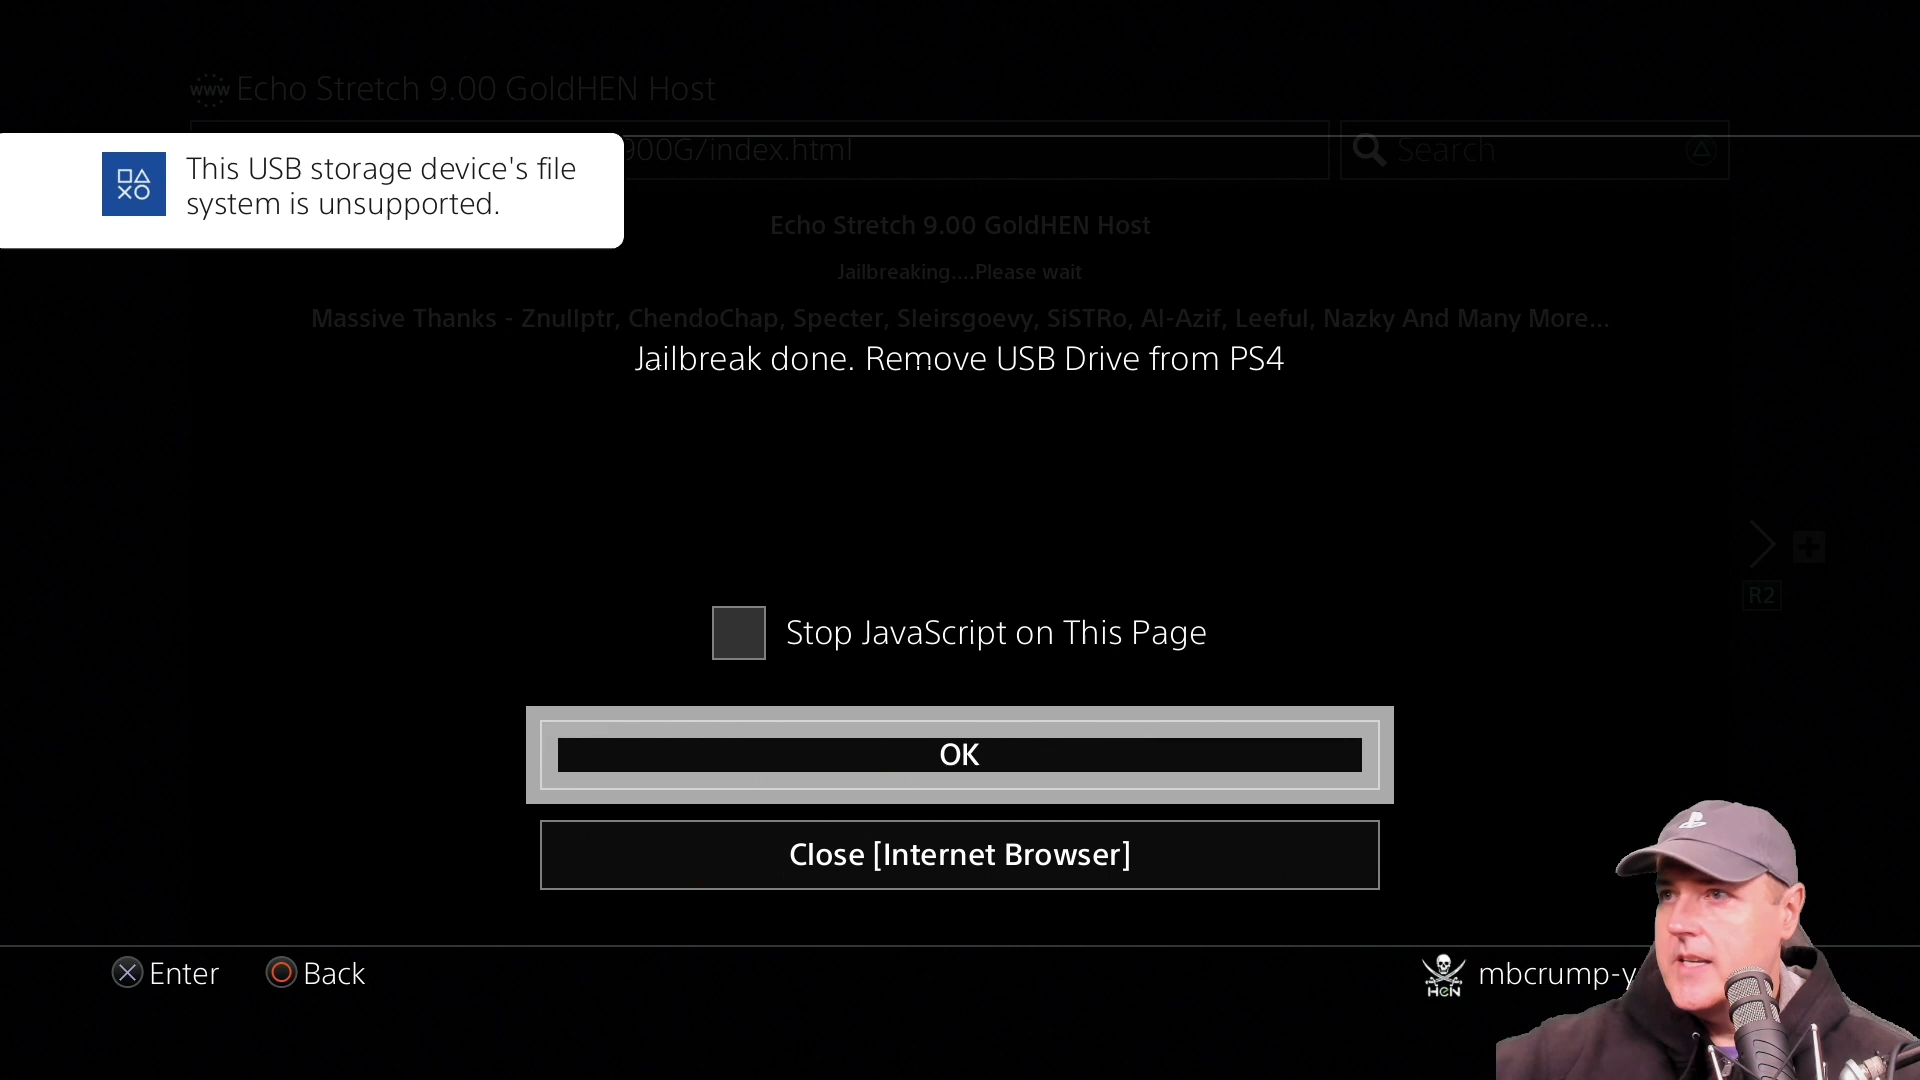 www Echo Stretch 9.00 GoldHEN Host
This USB storage device's file
system is unsupported.
900G/index.html
Search
Echo Stretch 9.00 GoldHEN Host
Jailbreaking....Please wait
Massive Thanks - Znullptr, ChendoChap, Specter, Sleirsgoevy, SiSTRo, Al-Azif, Leeful, Nazky And Many More...
Jailbreak done. Remove USB Drive from PS4
R2
Stop JavaScript on This Page
OK
Close [Internet Browser]
Enter Back
HeN mbcrump-y